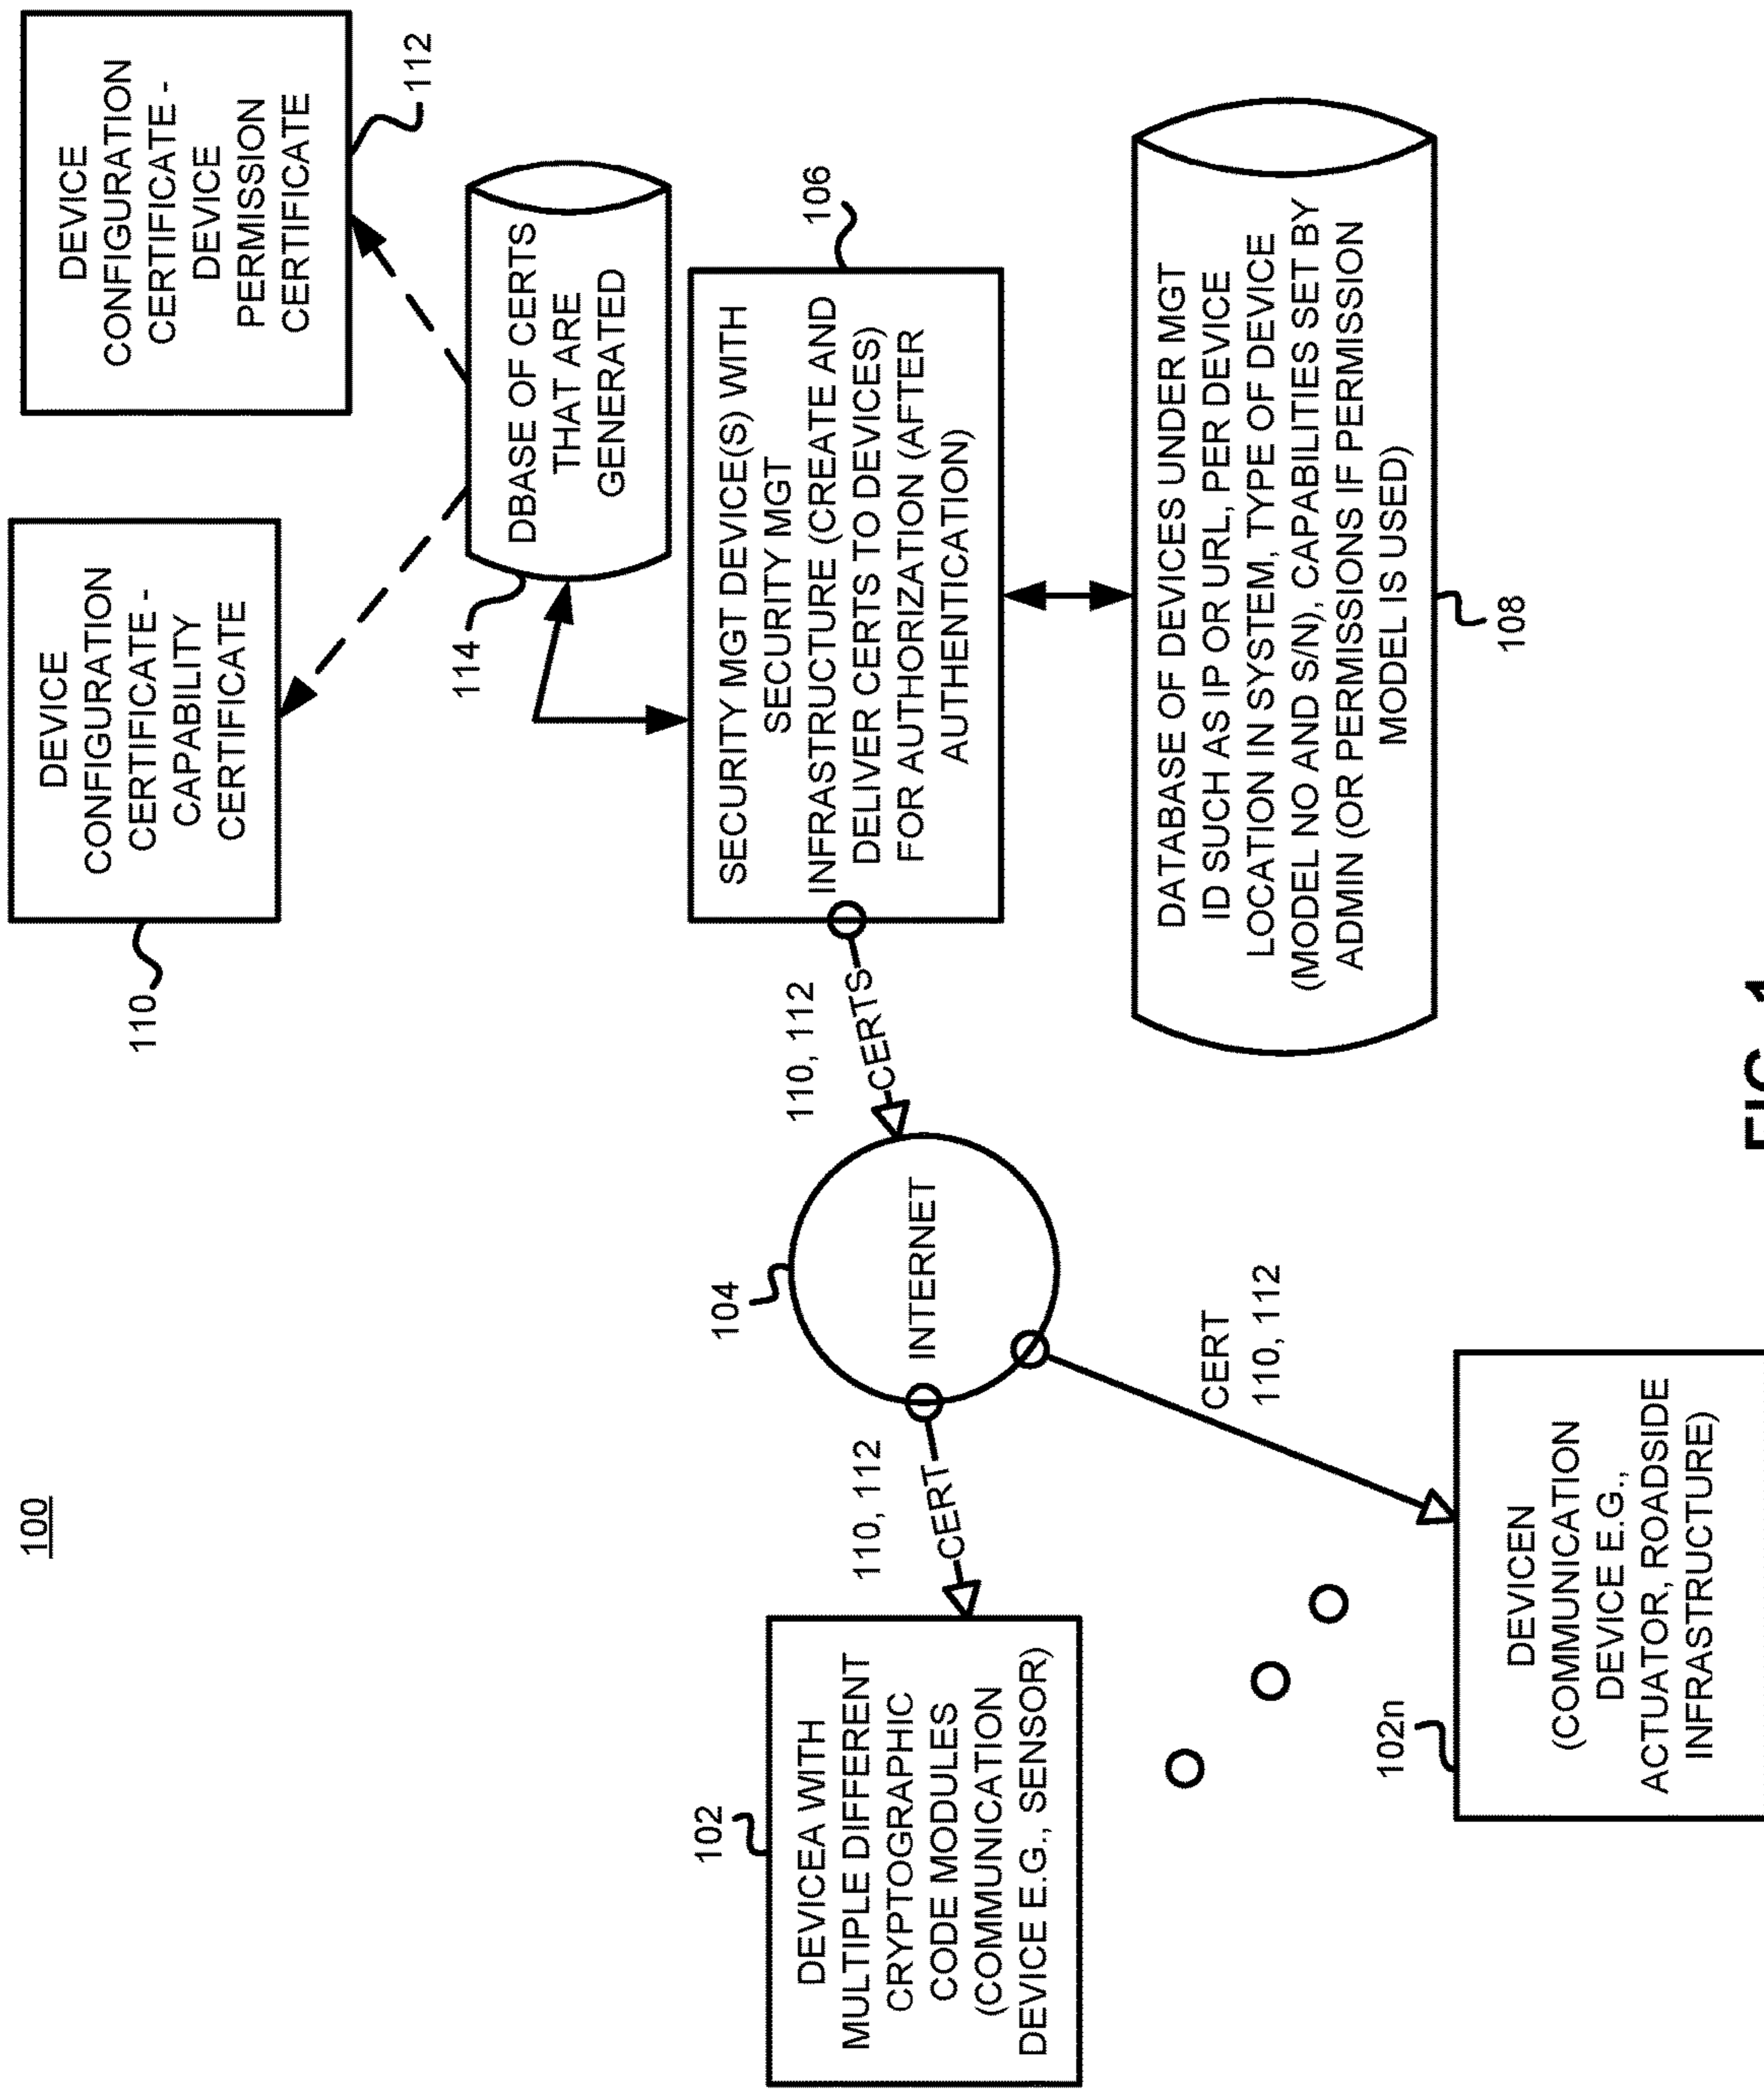 100
DEVICE
CONFIGURATION
CERTIFICATE -
CAPABILITY
CERTIFICATE
110
DEVICE
CONFIGURATION
CERTIFICATE -
DEVICE
PERMISSION
CERTIFICATE
112
DBASE OF CERTS
THAT ARE
GENERATED
114
SECURITY MGT DEVICE(S) WITH
SECURITY MGT
INFRASTRUCTURE (CREATE AND
DELIVER CERTS TO DEVICES)
FOR AUTHORIZATION (AFTER
AUTHENTICATION)
106
110, 112
CERTS
104
INTERNET
110, 112
CERT
102
DEVICEA WITH
MULTIPLE DIFFERENT
CRYPTOGRAPHIC
CODE MODULES
(COMMUNICATION
DEVICE E.G., SENSOR)
CERT
110, 112
102n
DEVICEN
(COMMUNICATION
DEVICE E.G.,
ACTUATOR, ROADSIDE
INFRASTRUCTURE)
DATABASE OF DEVICES UNDER MGT
ID SUCH AS IP OR URL, PER DEVICE
LOCATION IN SYSTEM, TYPE OF DEVICE
(MODEL NO AND S/N), CAPABILITIES SET BY
ADMIN (OR PERMISSIONS IF PERMISSION
MODEL IS USED)
108
FIG. 1